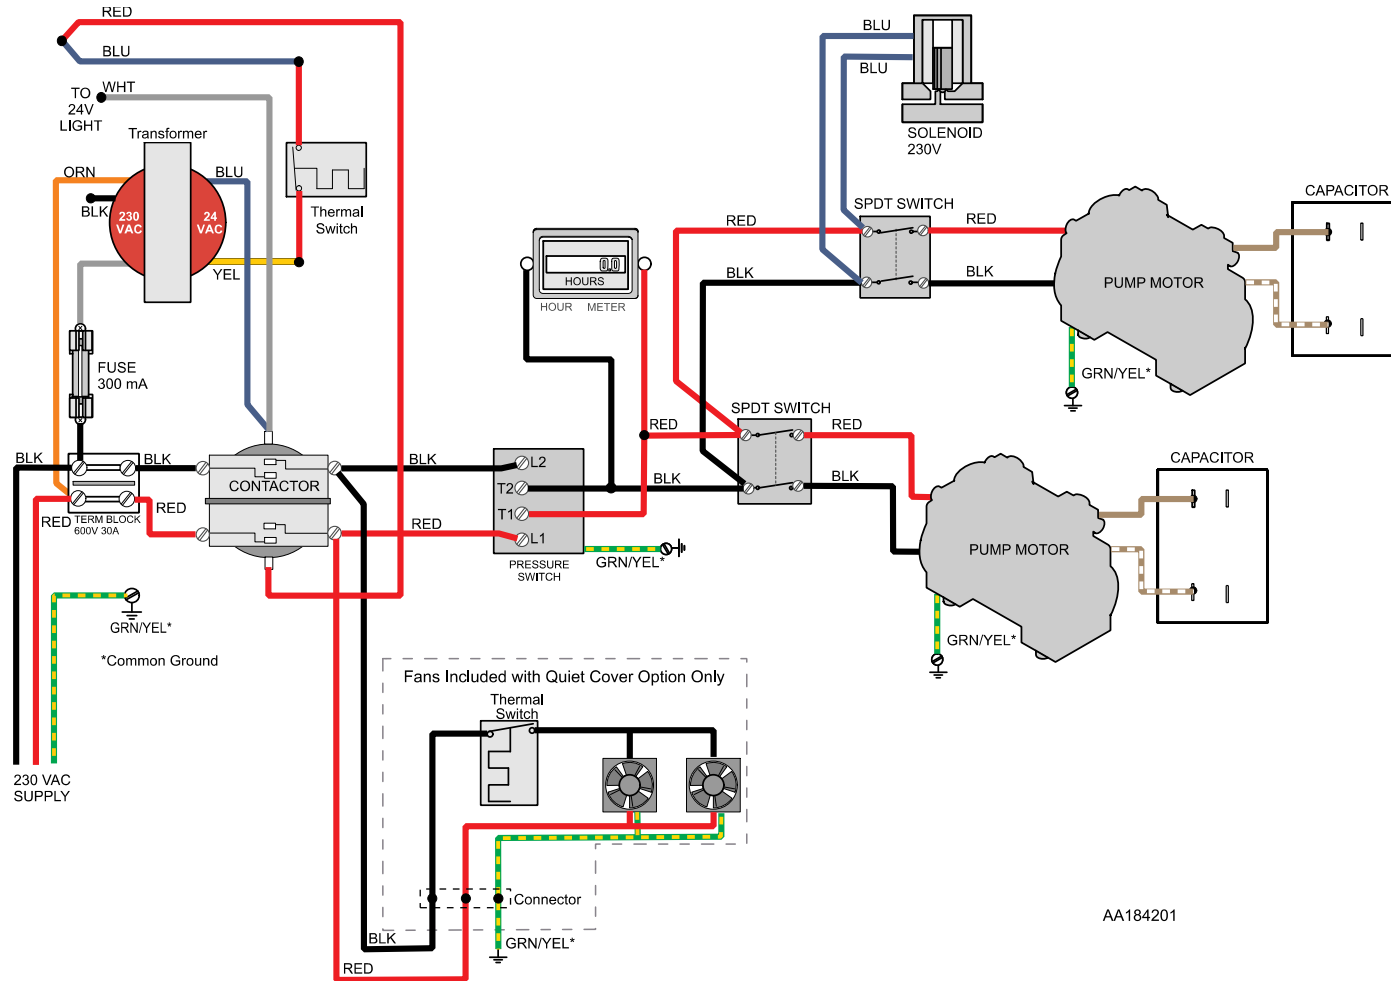 RED
BLU
WHT
TO
24V
LIGHT
Transformer
ORN
BLU
BLK
230
VAC
24
VAC
YEL
Thermal
Switch
FUSE
300 mA
BLK
BLK
CONTACTOR
RED
RED
TERM BLOCK
600V 30A
GRN/YEL*
*Common Ground
230 VAC
SUPPLY
BLK
RED
L2
T2
T1
L1
PRESSURE
SWITCH
GRN/YEL*
0.0
HOURS
HOUR METER
RED
BLK
SPDT SWITCH
RED
BLK
RED
BLK
BLU
BLU
SOLENOID
230V
SPDT SWITCH
RED
BLK
PUMP MOTOR
CAPACITOR
GRN/YEL*
PUMP MOTOR
CAPACITOR
GRN/YEL*
Fans Included with Quiet Cover Option Only
Thermal
Switch
Connector
BLK
GRN/YEL*
RED
AA184201